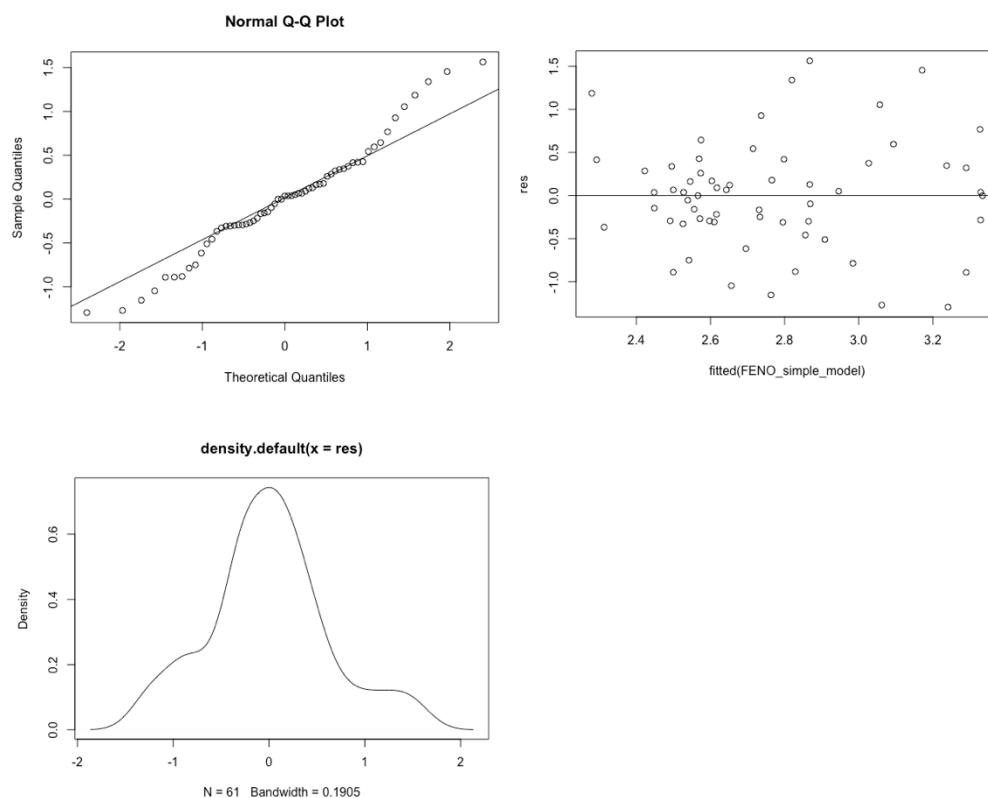 Normal Q-Q Plot
Sample Quantiles
1.5
1.0
0.5
0.0
-0.5
-1.0
-2 -1 0 1 2
Theoretical Quantiles
res
1.5
1.0
0.5
0.0
-0.5
-1.0
2.4 2.6 2.8 3.0 3.2
fitted(FENO_simple_model)
density.default(x = res)
Density
0.6
0.4
0.2
0.0
-2 -1 0 1 2
N = 61 Bandwidth = 0.1905